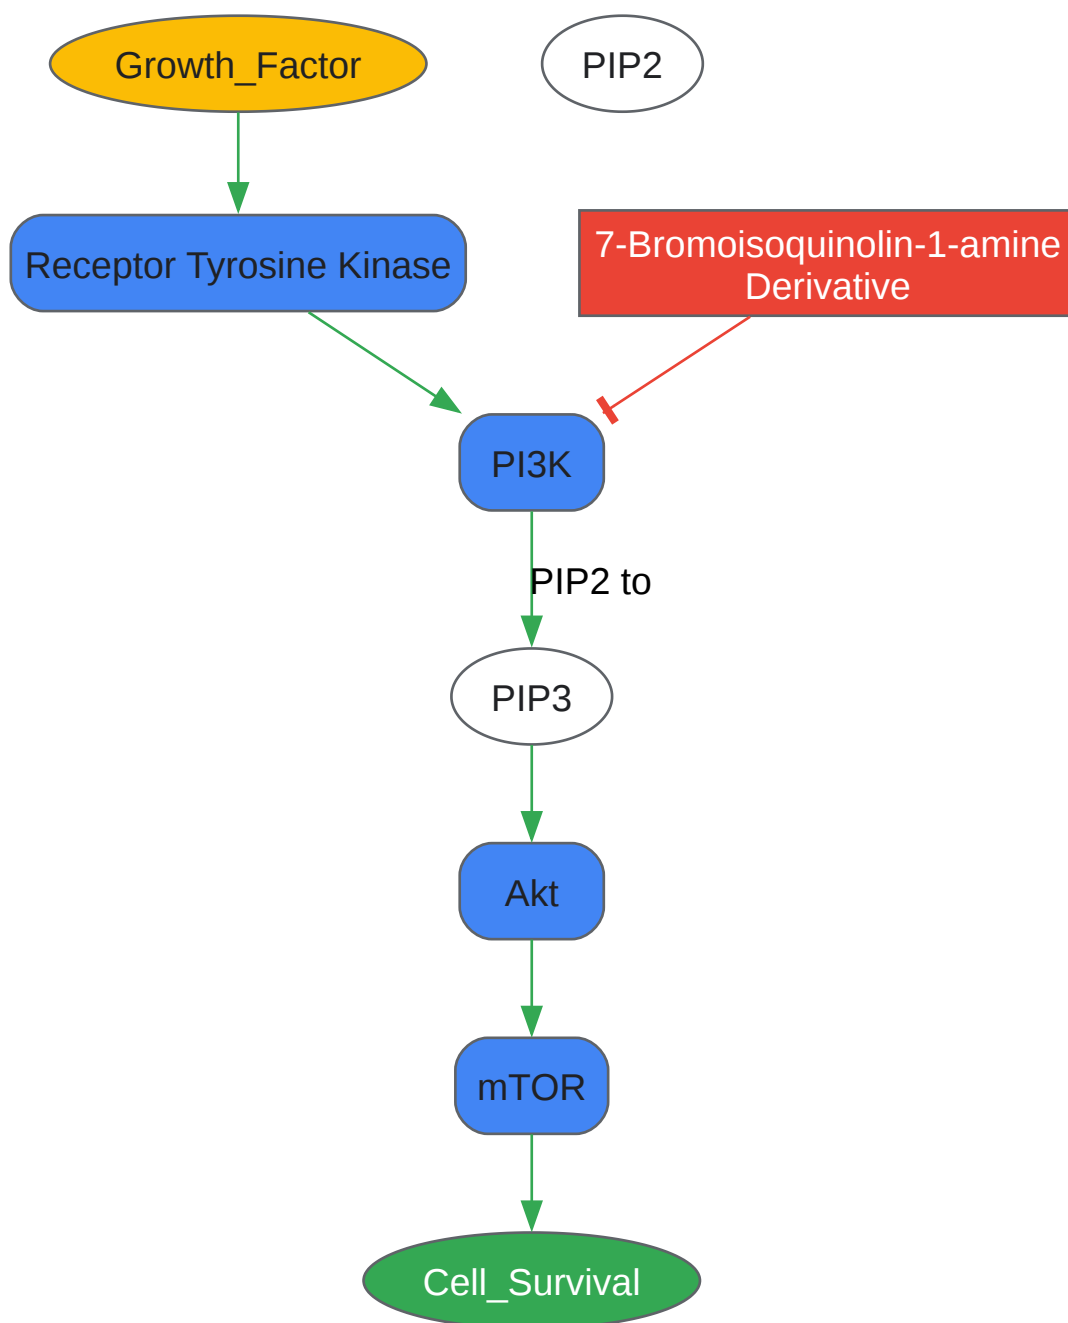 Growth_Factor
PIP2
Receptor Tyrosine Kinase
7-Bromoisoquinolin-1-amine
Derivative
PI3K
PIP2 to
PIP3
Akt
mTOR
Cell_Survival